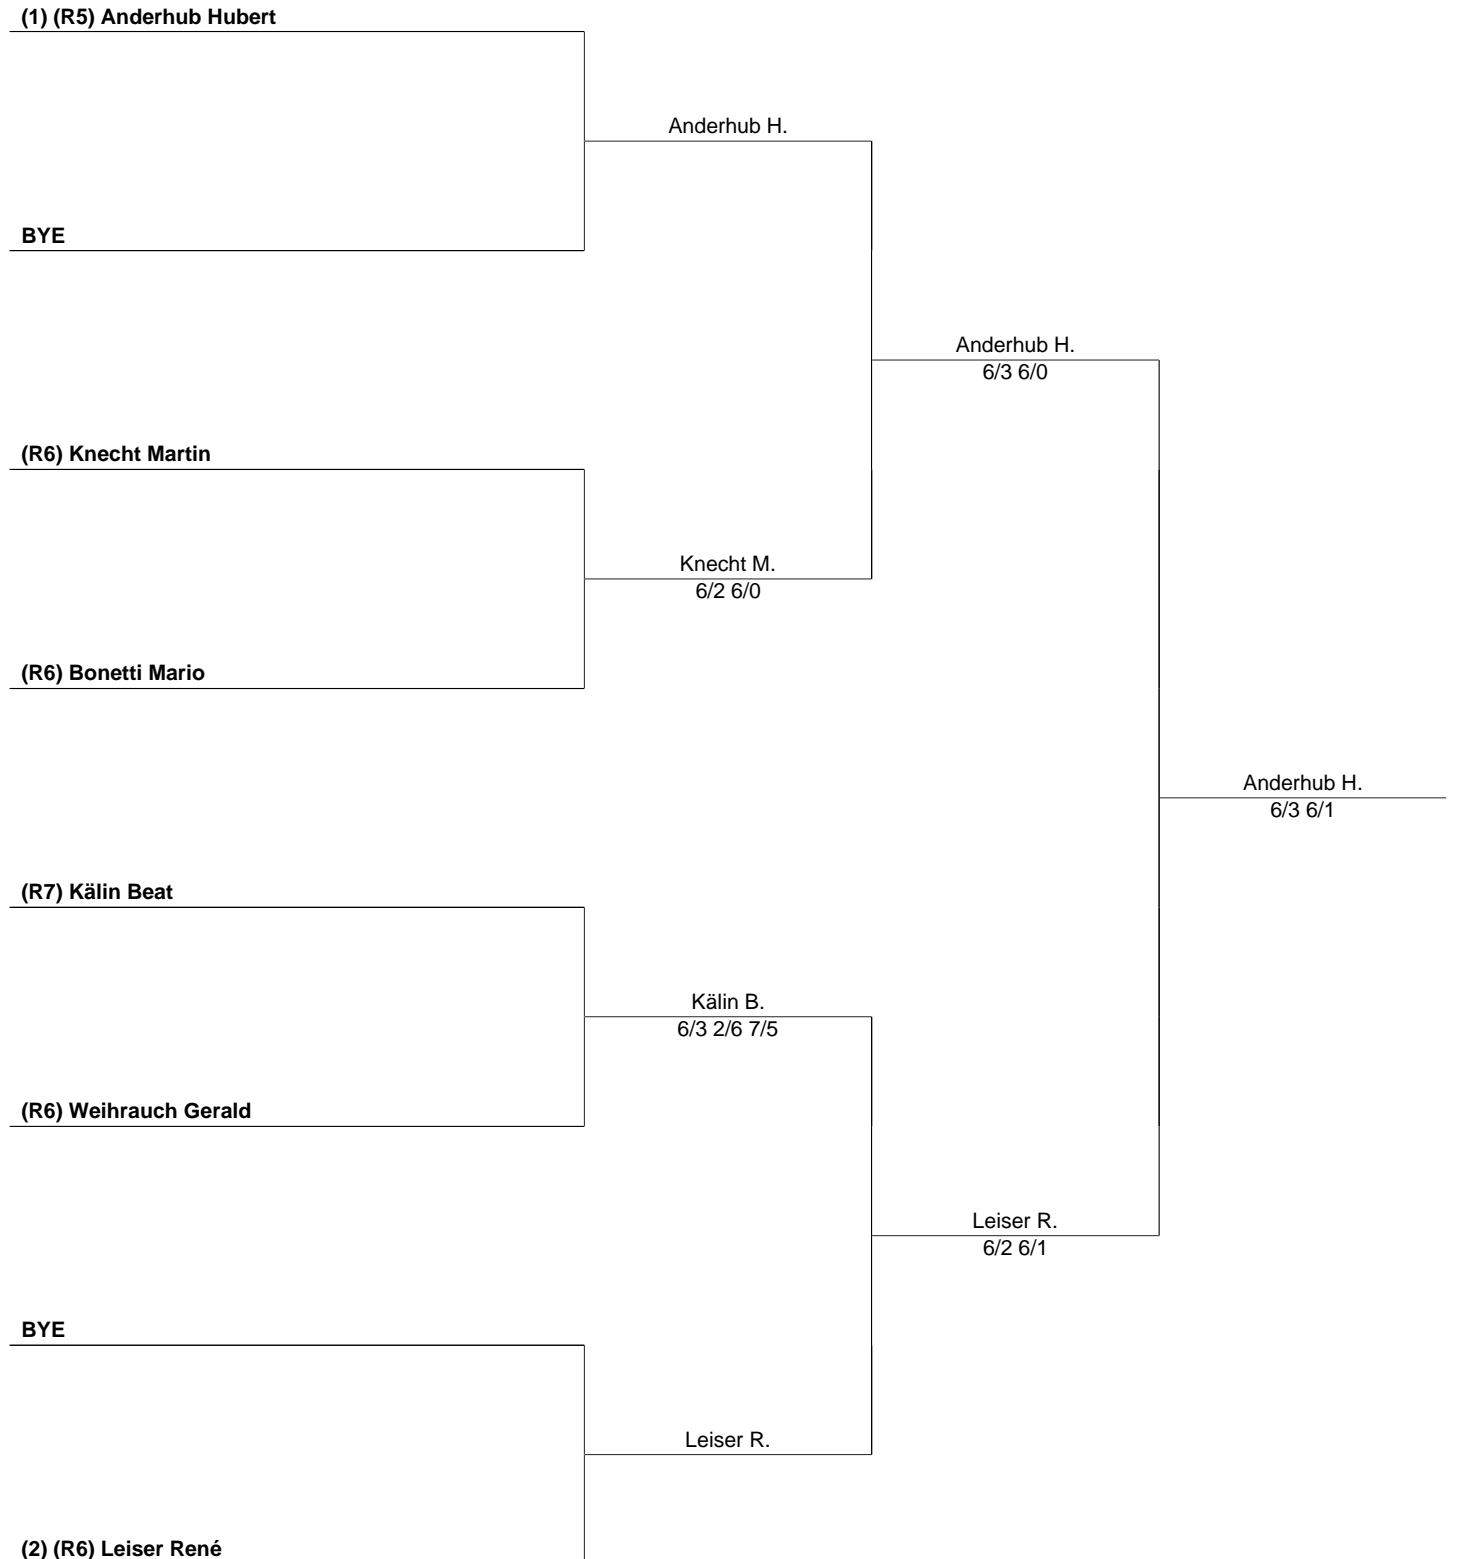 (1) (R5) Anderhub Hubert
Anderhub H.
BYE
Anderhub H.
6/3 6/0
(R6) Knecht Martin
Knecht M.
6/2 6/0
(R6) Bonetti Mario
Anderhub H.
6/3 6/1
(R7) Kälin Beat
Kälin B.
6/3 2/6 7/5
(R6) Weihrauch Gerald
Leiser R.
6/2 6/1
BYE
Leiser R.
(2) (R6) Leiser René